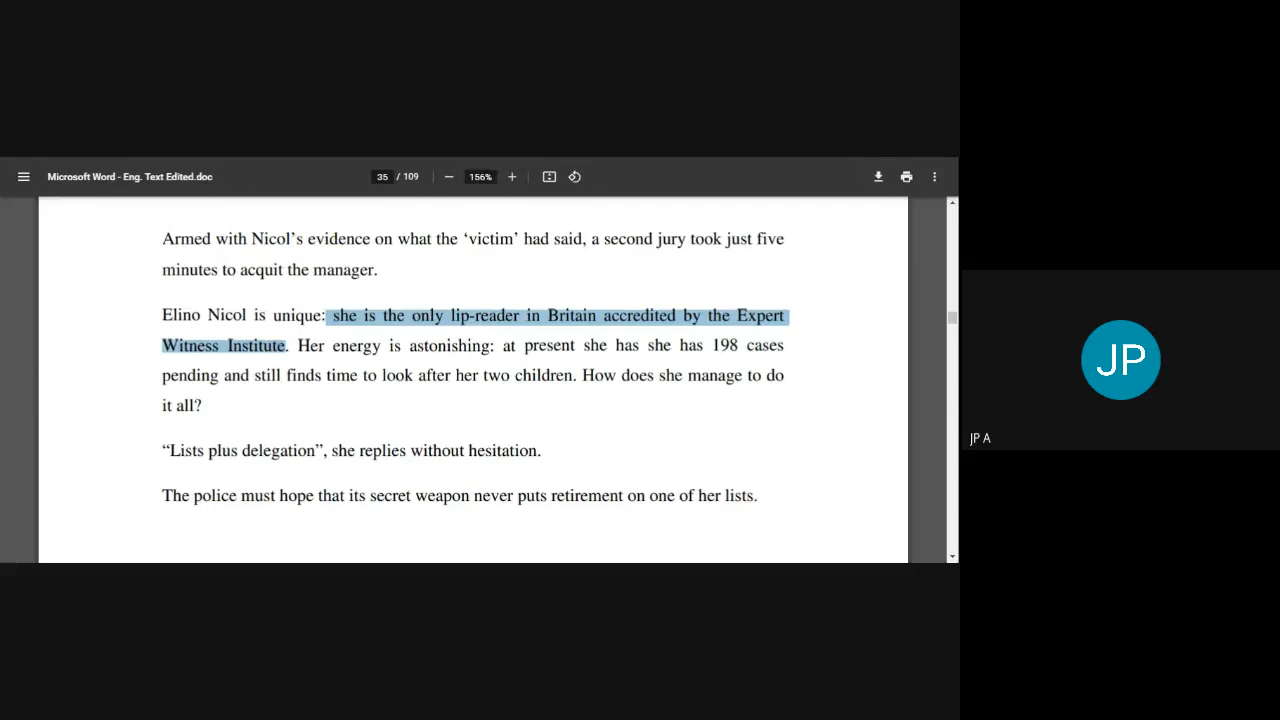 Microsoft Word - Eng. Text Edited.doc
35 / 109
156%
Armed with Nicol's evidence on what the ‘victim’ had said, a second jury took just five
minutes to acquit the manager.
Elino Nicol is unique: she is the only lip-reader in Britain accredited by the Expert
Witness Institute. Her energy is astonishing: at present she has she has 198 cases
pending and still finds time to look after her two children. How does she manage to do
it all?
“Lists plus delegation”, she replies without hesitation.
The police must hope that its secret weapon never puts retirement on one of her lists.
JP
JP A